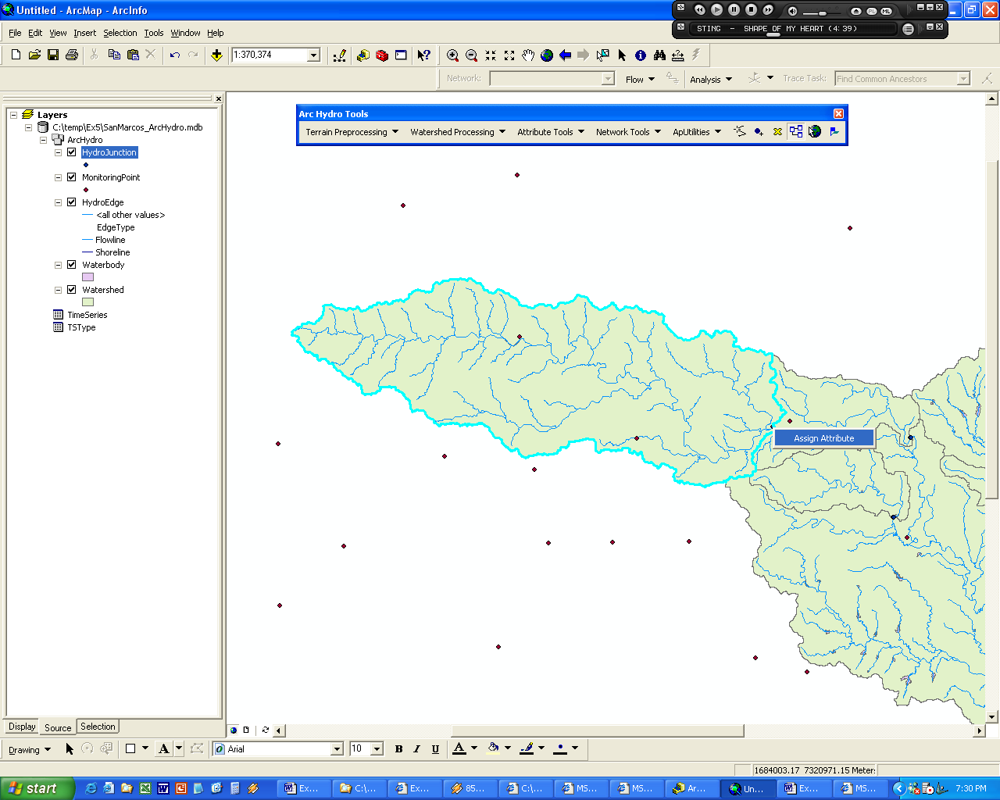 Untitled - ArcMap - ArcInfo
STING - SHAPE OF MY HEART (4:39)
PL ML
File Edit View Insert Selection Tools Window Help
1:370,374
Network: Flow Analysis Trace Task: Find Common Ancestors
Layers
C:\temp\Ex5\SanMarcos_ArcHydro.mdb
ArcHydro
HydroJunction
MonitoringPoint
HydroEdge
<all other values>
EdgeType
Flowline
Shoreline
Waterbody
Watershed
TimeSeries
TSType
Arc Hydro Tools
Terrain Preprocessing Watershed Processing Attribute Tools Network Tools ApUtilities
Assign Attribute
Display Source Selection
Drawing A Arial 10 B I U A
1684003.17 7320971.15 Meters
start Ex... C:\... Ex... 85... C:\... MS... MS... Ar... Un... Ex... MS... 7:30 PM